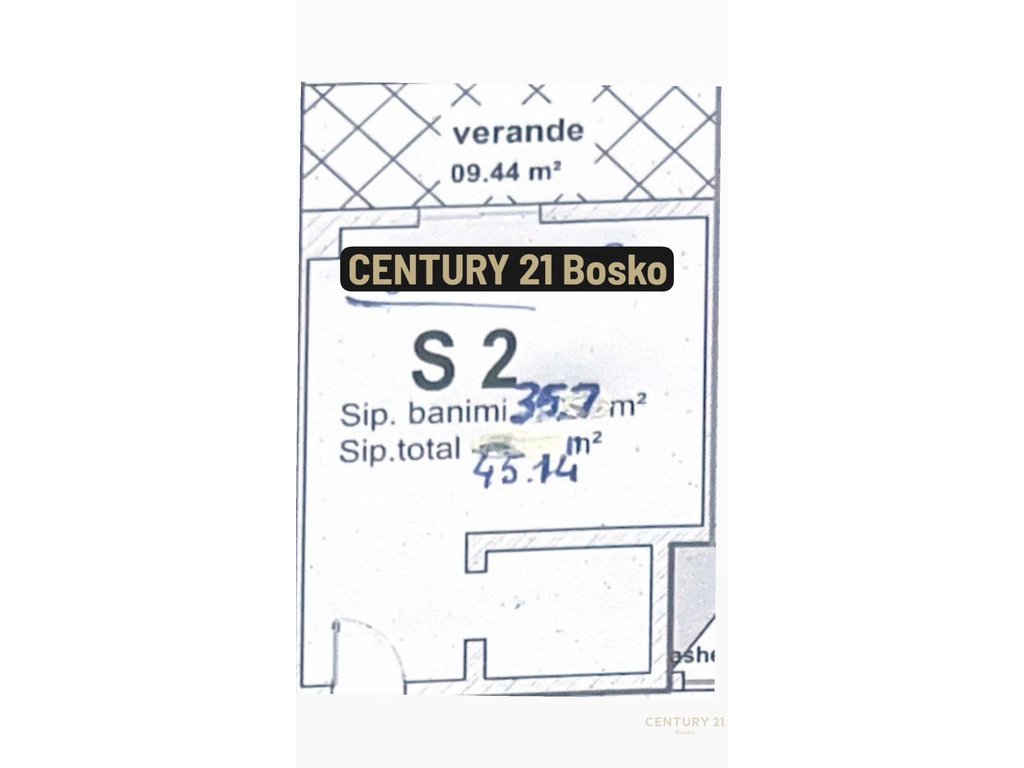 verande
09.44 m²
CENTURY 21 Bosko
S 2
Sip. banimi 35.7 m²
Sip.total m²
45.14
CENTURY 21
Bosko